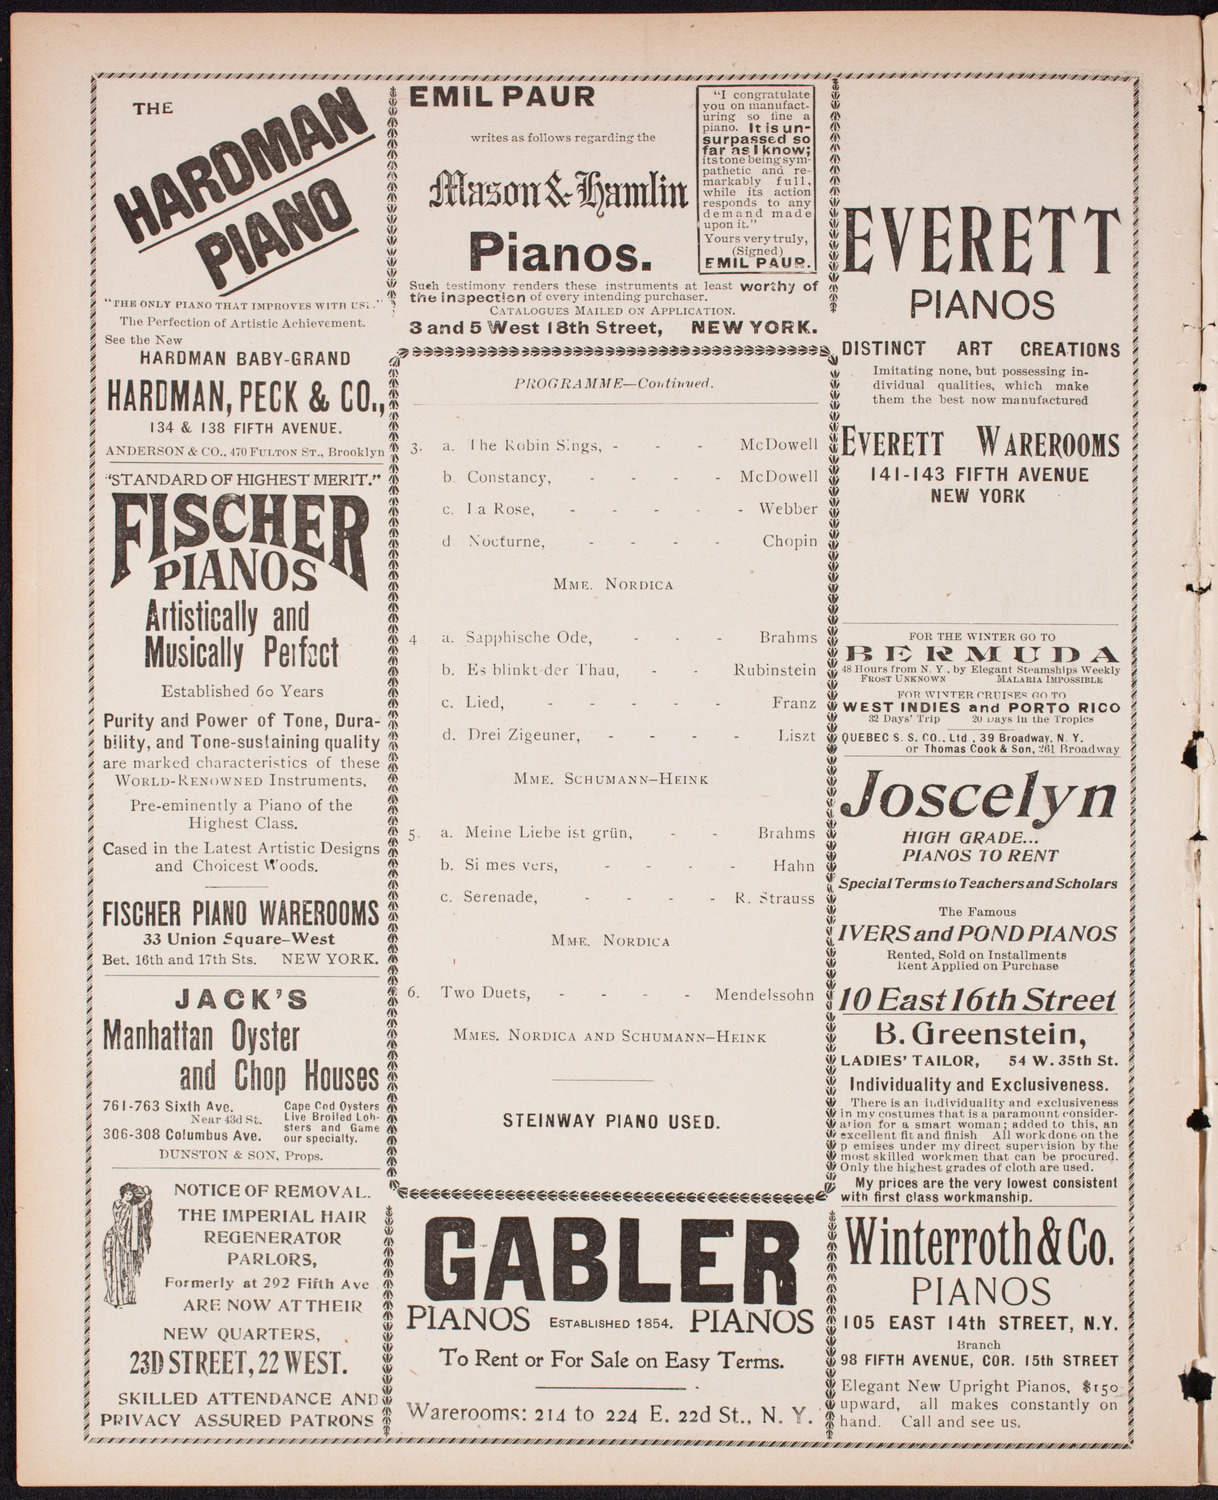 THE
HARDMAN
PIANO
"THE ONLY PIANO THAT IMPROVES WITH USE."
The Perfection of Artistic Achievement.
See the New
HARDMAN BABY-GRAND
HARDMAN, PECK & CO.,
134 & 138 FIFTH AVENUE.
ANDERSON & CO., 470 FULTON ST., Brooklyn
"STANDARD OF HIGHEST MERIT."
FISCHER
PIANOS
Artistically and
Musically Perfect
Established 60 Years
Purity and Power of Tone, Dura-
bility, and Tone-sustaining quality
are marked characteristics of these
WORLD-RENOWNED Instruments.
Pre-eminently a Piano of the
Highest Class.
Cased in the Latest Artistic Designs
and Choicest Woods.
FISCHER PIANO WAREROOMS
33 Union Square-West
Bet. 16th and 17th Sts. NEW YORK.
JACK'S
Manhattan Oyster
and Chop Houses
761-763 Sixth Ave.
Near 43d St.
306-308 Columbus Ave.
Cape Cod Oysters
Live Broiled Lob-
sters and Game
our specialty.
DUNSTON & SON, Props.
NOTICE OF REMOVAL.
THE IMPERIAL HAIR
REGENERATOR
PARLORS,
Formerly at 292 Fifth Ave
ARE NOW AT THEIR
NEW QUARTERS,
23D STREET, 22 WEST.
SKILLED ATTENDANCE AND
PRIVACY ASSURED PATRONS
EMIL PAUR
writes as follows regarding the
Mason & Hamlin
Pianos.
"I congratulate
you on manufact-
uring so fine a
piano. It is un-
surpassed so
far as I know;
its tone being sym-
pathetic and re-
markably full,
while its action
responds to any
demand made
upon it."
Yours very truly,
(Signed)
EMIL PAUR.
Such testimony renders these instruments at least worthy of
the inspection of every intending purchaser.
CATALOGUES MAILED ON APPLICATION.
3 and 5 West 18th Street, NEW YORK.
PROGRAMME—Continued.
3. a. The Robin Sings, - - - McDowell
b. Constancy, - - - - McDowell
c. La Rose, - - - - - Webber
d. Nocturne, - - - - Chopin
MME. NORDICA
4 a. Sapphische Ode, - - - Brahms
b. Es blinkt der Thau, - - Rubinstein
c. Lied, - - - - - Franz
d. Drei Zigeuner, - - - - Liszt
MME. SCHUMANN-HEINK
5. a. Meine Liebe ist grün, - - Brahms
b. Si mes vers, - - - - Hahn
c. Serenade, - - - - R. Strauss
MME. NORDICA
6. Two Duets, - - - - Mendelssohn
MMES. NORDICA AND SCHUMANN-HEINK
STEINWAY PIANO USED.
GABLER
PIANOS ESTABLISHED 1854. PIANOS
To Rent or For Sale on Easy Terms.
Warerooms: 214 to 224 E. 22d St., N. Y.
EVERETT
PIANOS
DISTINCT ART CREATIONS
Imitating none, but possessing in-
dividual qualities, which make
them the best now manufactured
EVERETT WAREROOMS
141-143 FIFTH AVENUE
NEW YORK
FOR THE WINTER GO TO
BERMUDA
48 Hours from N. Y., by Elegant Steamships Weekly
FROST UNKNOWN MALARIA IMPOSSIBLE
FOR WINTER CRUISES GO TO
WEST INDIES and PORTO RICO
32 Days' Trip 20 Days in the Tropics
QUEBEC S. S. CO., Ltd, 39 Broadway, N. Y.
or Thomas Cook & Son, 261 Broadway
Joscelyn
HIGH GRADE...
PIANOS TO RENT
Special Terms to Teachers and Scholars
The Famous
IVERS and POND PIANOS
Rented, Sold on Installments
Rent Applied on Purchase
10 East 16th Street
B. Greenstein,
LADIES' TAILOR, 54 W. 35th St.
Individuality and Exclusiveness.
There is an individuality and exclusiveness
in my costumes that is a paramount consider-
ation for a smart woman; added to this, an
excellent fit and finish All work done on the
p emises under my direct supervision by the
most skilled workmen that can be procured.
Only the highest grades of cloth are used.
My prices are the very lowest consistent
with first class workmanship.
Winterroth & Co.
PIANOS
105 EAST 14th STREET, N.Y.
Branch
98 FIFTH AVENUE, COR. 15th STREET
Elegant New Upright Pianos, $150
upward, all makes constantly on
hand. Call and see us.